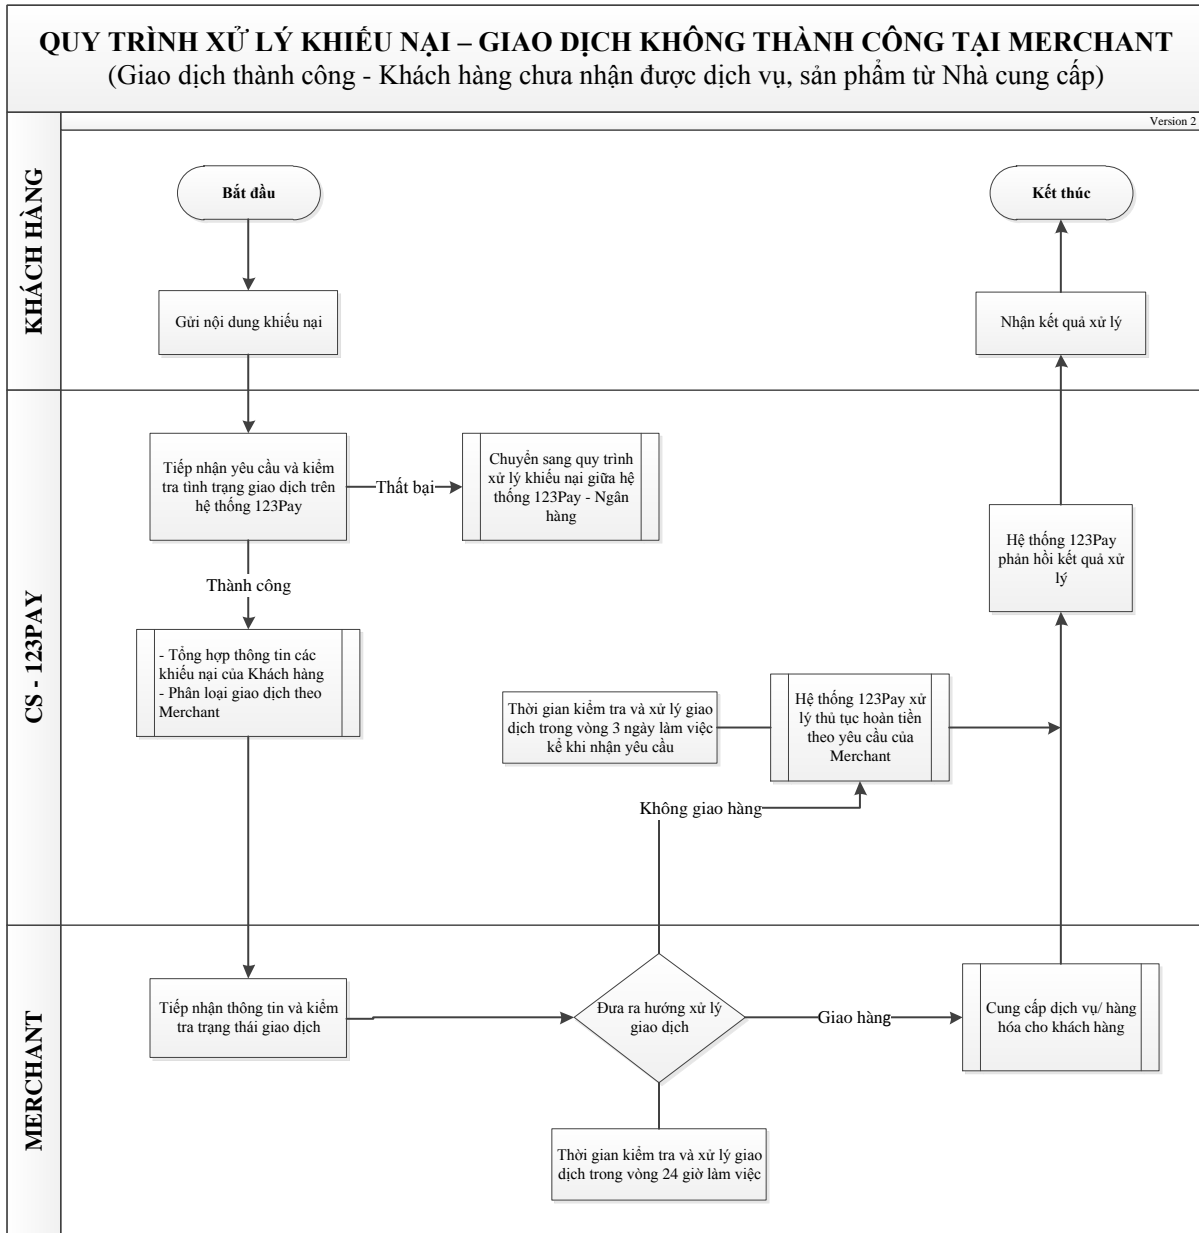 QUY TRÌNH XỬ LÝ KHIẾU NẠI – GIAO DỊCH KHÔNG THÀNH CÔNG TẠI MERCHANT
(Giao dịch thành công - Khách hàng chưa nhận được dịch vụ, sản phẩm từ Nhà cung cấp)
Version 2
KHÁCH HÀNG
Bắt đầu
Kết thúc
Gửi nội dung khiếu nại
Nhận kết quả xử lý
CS - 123PAY
Tiếp nhận yêu cầu và kiểm
tra tình trạng giao dịch trên
hệ thống 123Pay
Thất bại
Chuyển sang quy trình
xử lý khiếu nại giữa hệ
thống 123Pay - Ngân
hàng
Hệ thống 123Pay
phản hồi kết quả xử
lý
Thành công
- Tổng hợp thông tin các
khiếu nại của Khách hàng
- Phân loại giao dịch theo
Merchant
Thời gian kiểm tra và xử lý giao
dịch trong vòng 3 ngày làm việc
kể khi nhận yêu cầu
Hệ thống 123Pay xử
lý thủ tục hoàn tiền
theo yêu cầu của
Merchant
Không giao hàng
MERCHANT
Tiếp nhận thông tin và kiểm
tra trạng thái giao dịch
Đưa ra hướng xử lý
giao dịch
Giao hàng
Cung cấp dịch vụ/ hàng
hóa cho khách hàng
Thời gian kiểm tra và xử lý giao
dịch trong vòng 24 giờ làm việc